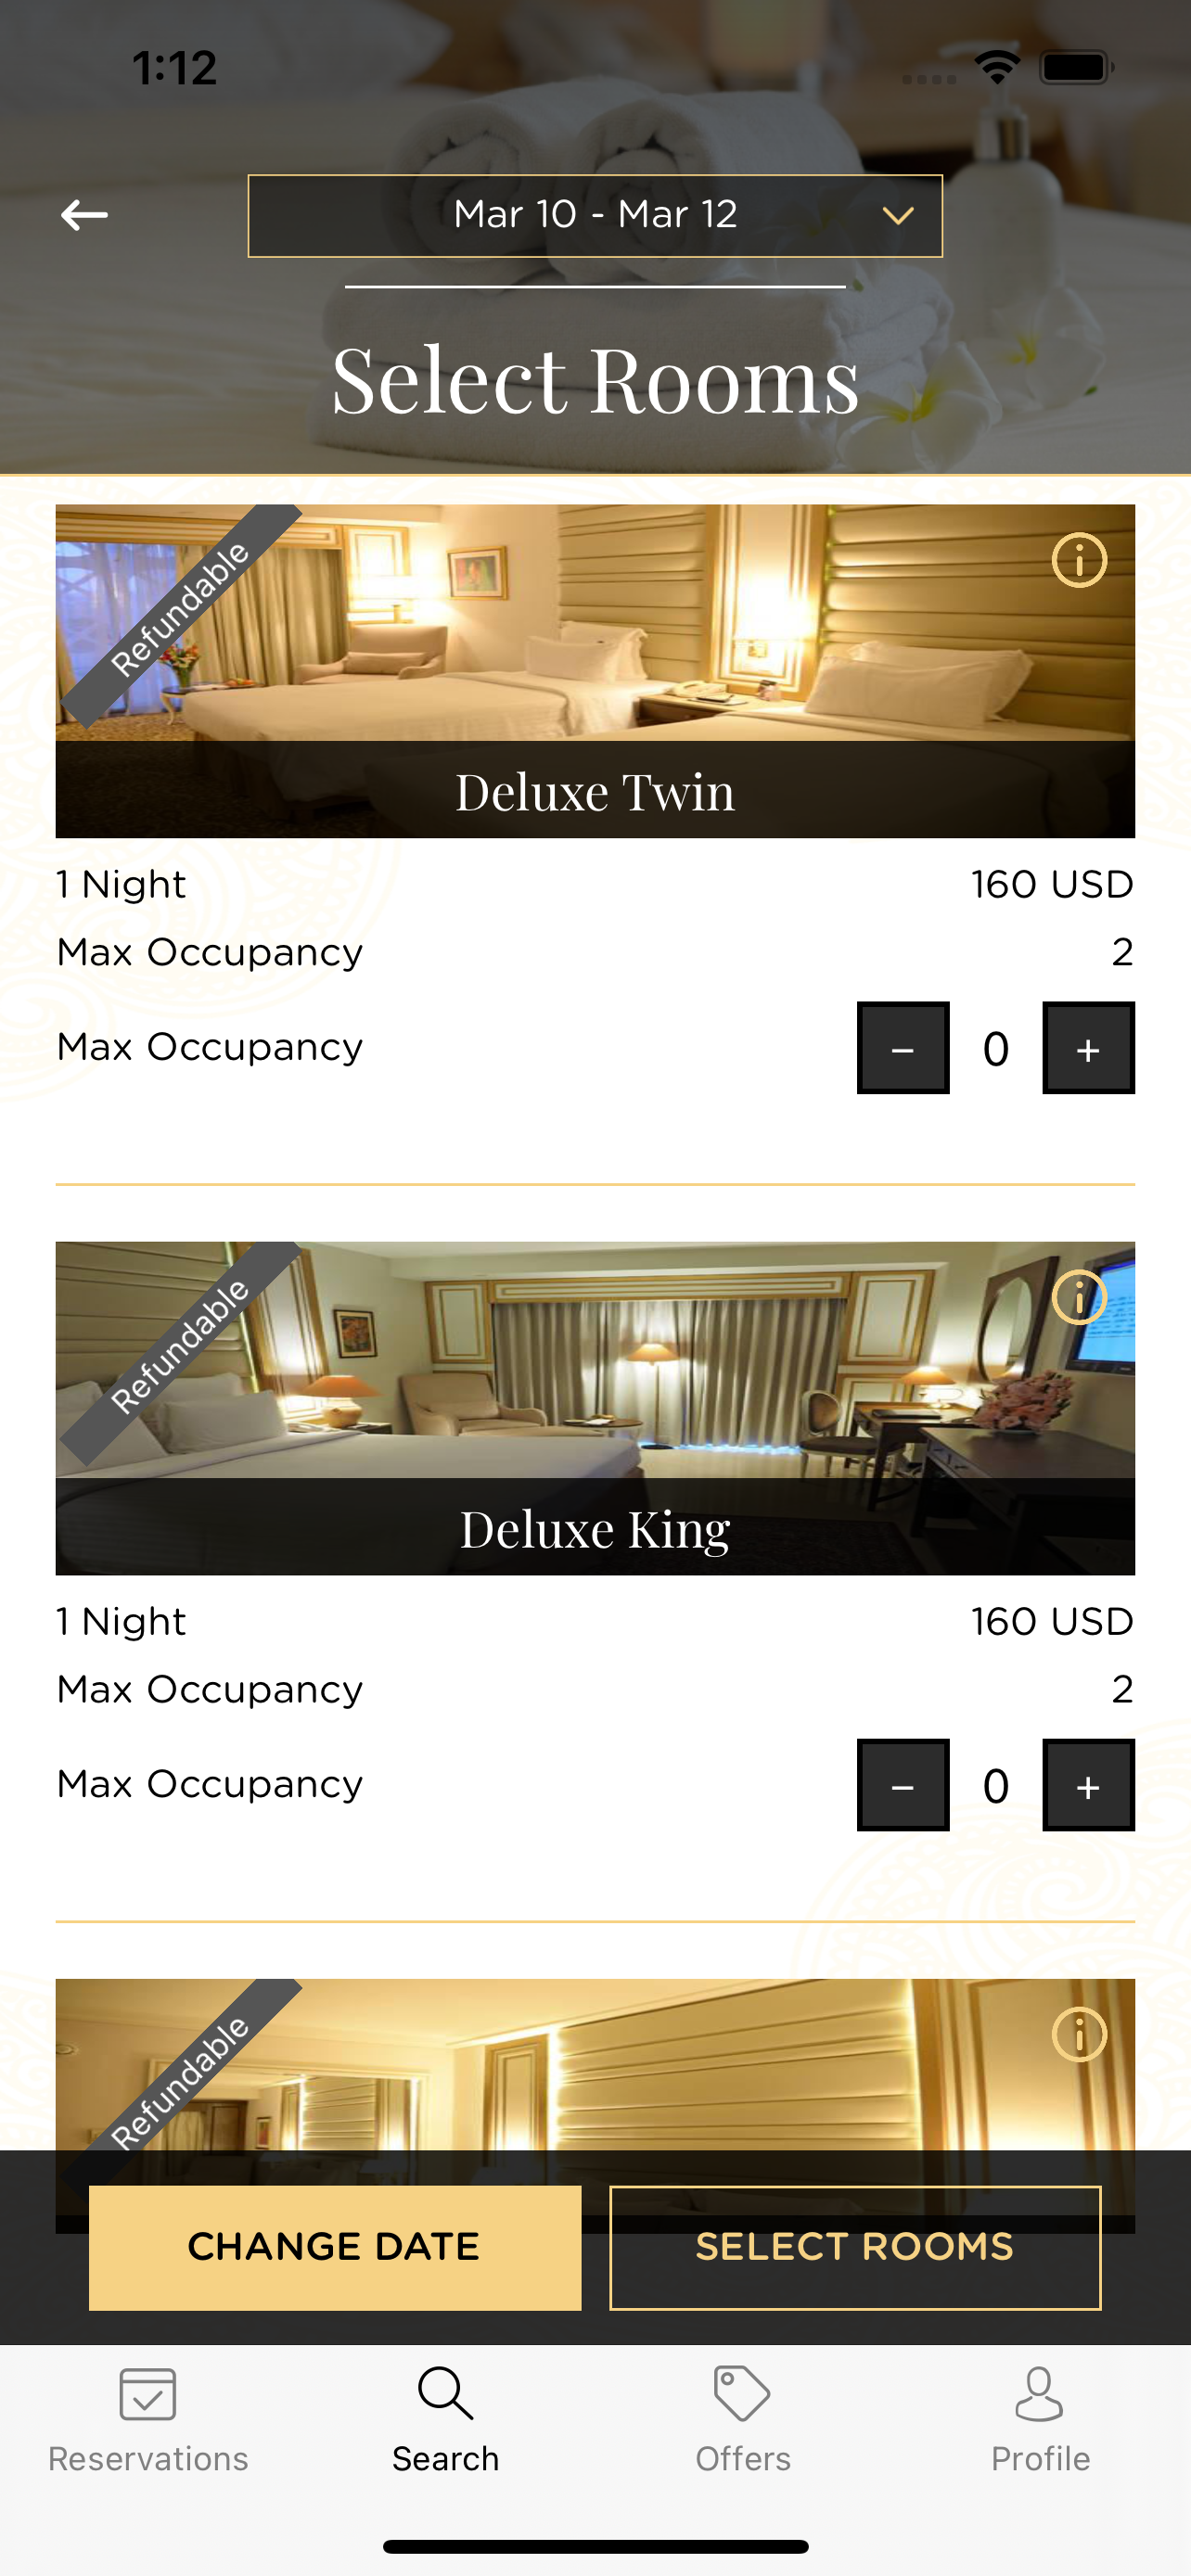 1:12
Mar 10 - Mar 12
Select Rooms
Refundable
Deluxe Twin
1 Night 160 USD
Max Occupancy 2
Max Occupancy − 0 +
Refundable
Deluxe King
1 Night 160 USD
Max Occupancy 2
Max Occupancy − 0 +
Refundable
CHANGE DATE SELECT ROOMS
Reservations Search Offers Profile